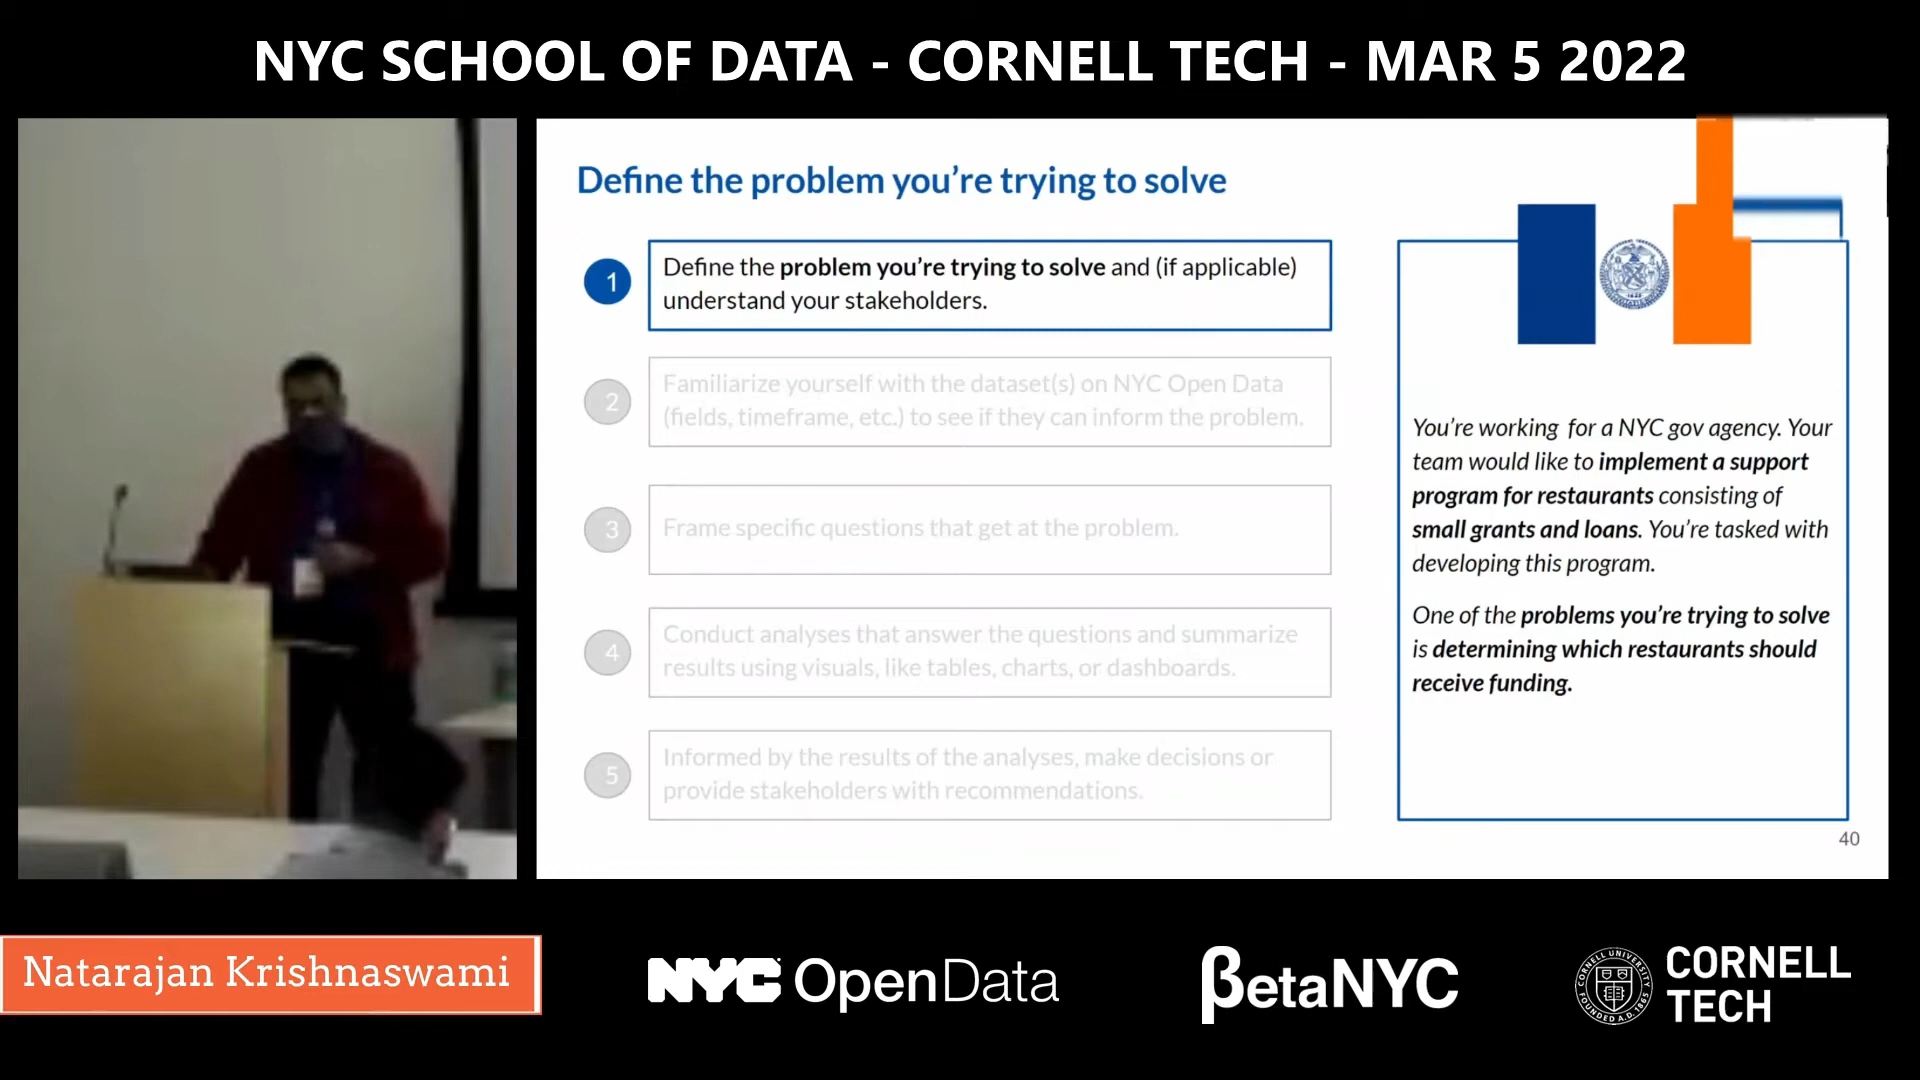 NYC SCHOOL OF DATA - CORNELL TECH - MAR 5 2022
Define the problem you're trying to solve
1
Define the problem you're trying to solve and (if applicable)
understand your stakeholders.
2
Familiarize yourself with the dataset(s) on NYC Open Data
(fields, timeframe, etc.) to see if they can inform the problem.
3
Frame specific questions that get at the problem.
4
Conduct analyses that answer the questions and summarize
results using visuals, like tables, charts, or dashboards.
5
Informed by the results of the analyses, make decisions or
provide stakeholders with recommendations.
You're working for a NYC gov agency. Your
team would like to implement a support
program for restaurants consisting of
small grants and loans. You're tasked with
developing this program.
One of the problems you're trying to solve
is determining which restaurants should
receive funding.
40
Natarajan Krishnaswami
NYC OpenData
βetaNYC
CORNELL UNIVERSITY
FOUNDED A.D. 1865
CORNELL
TECH